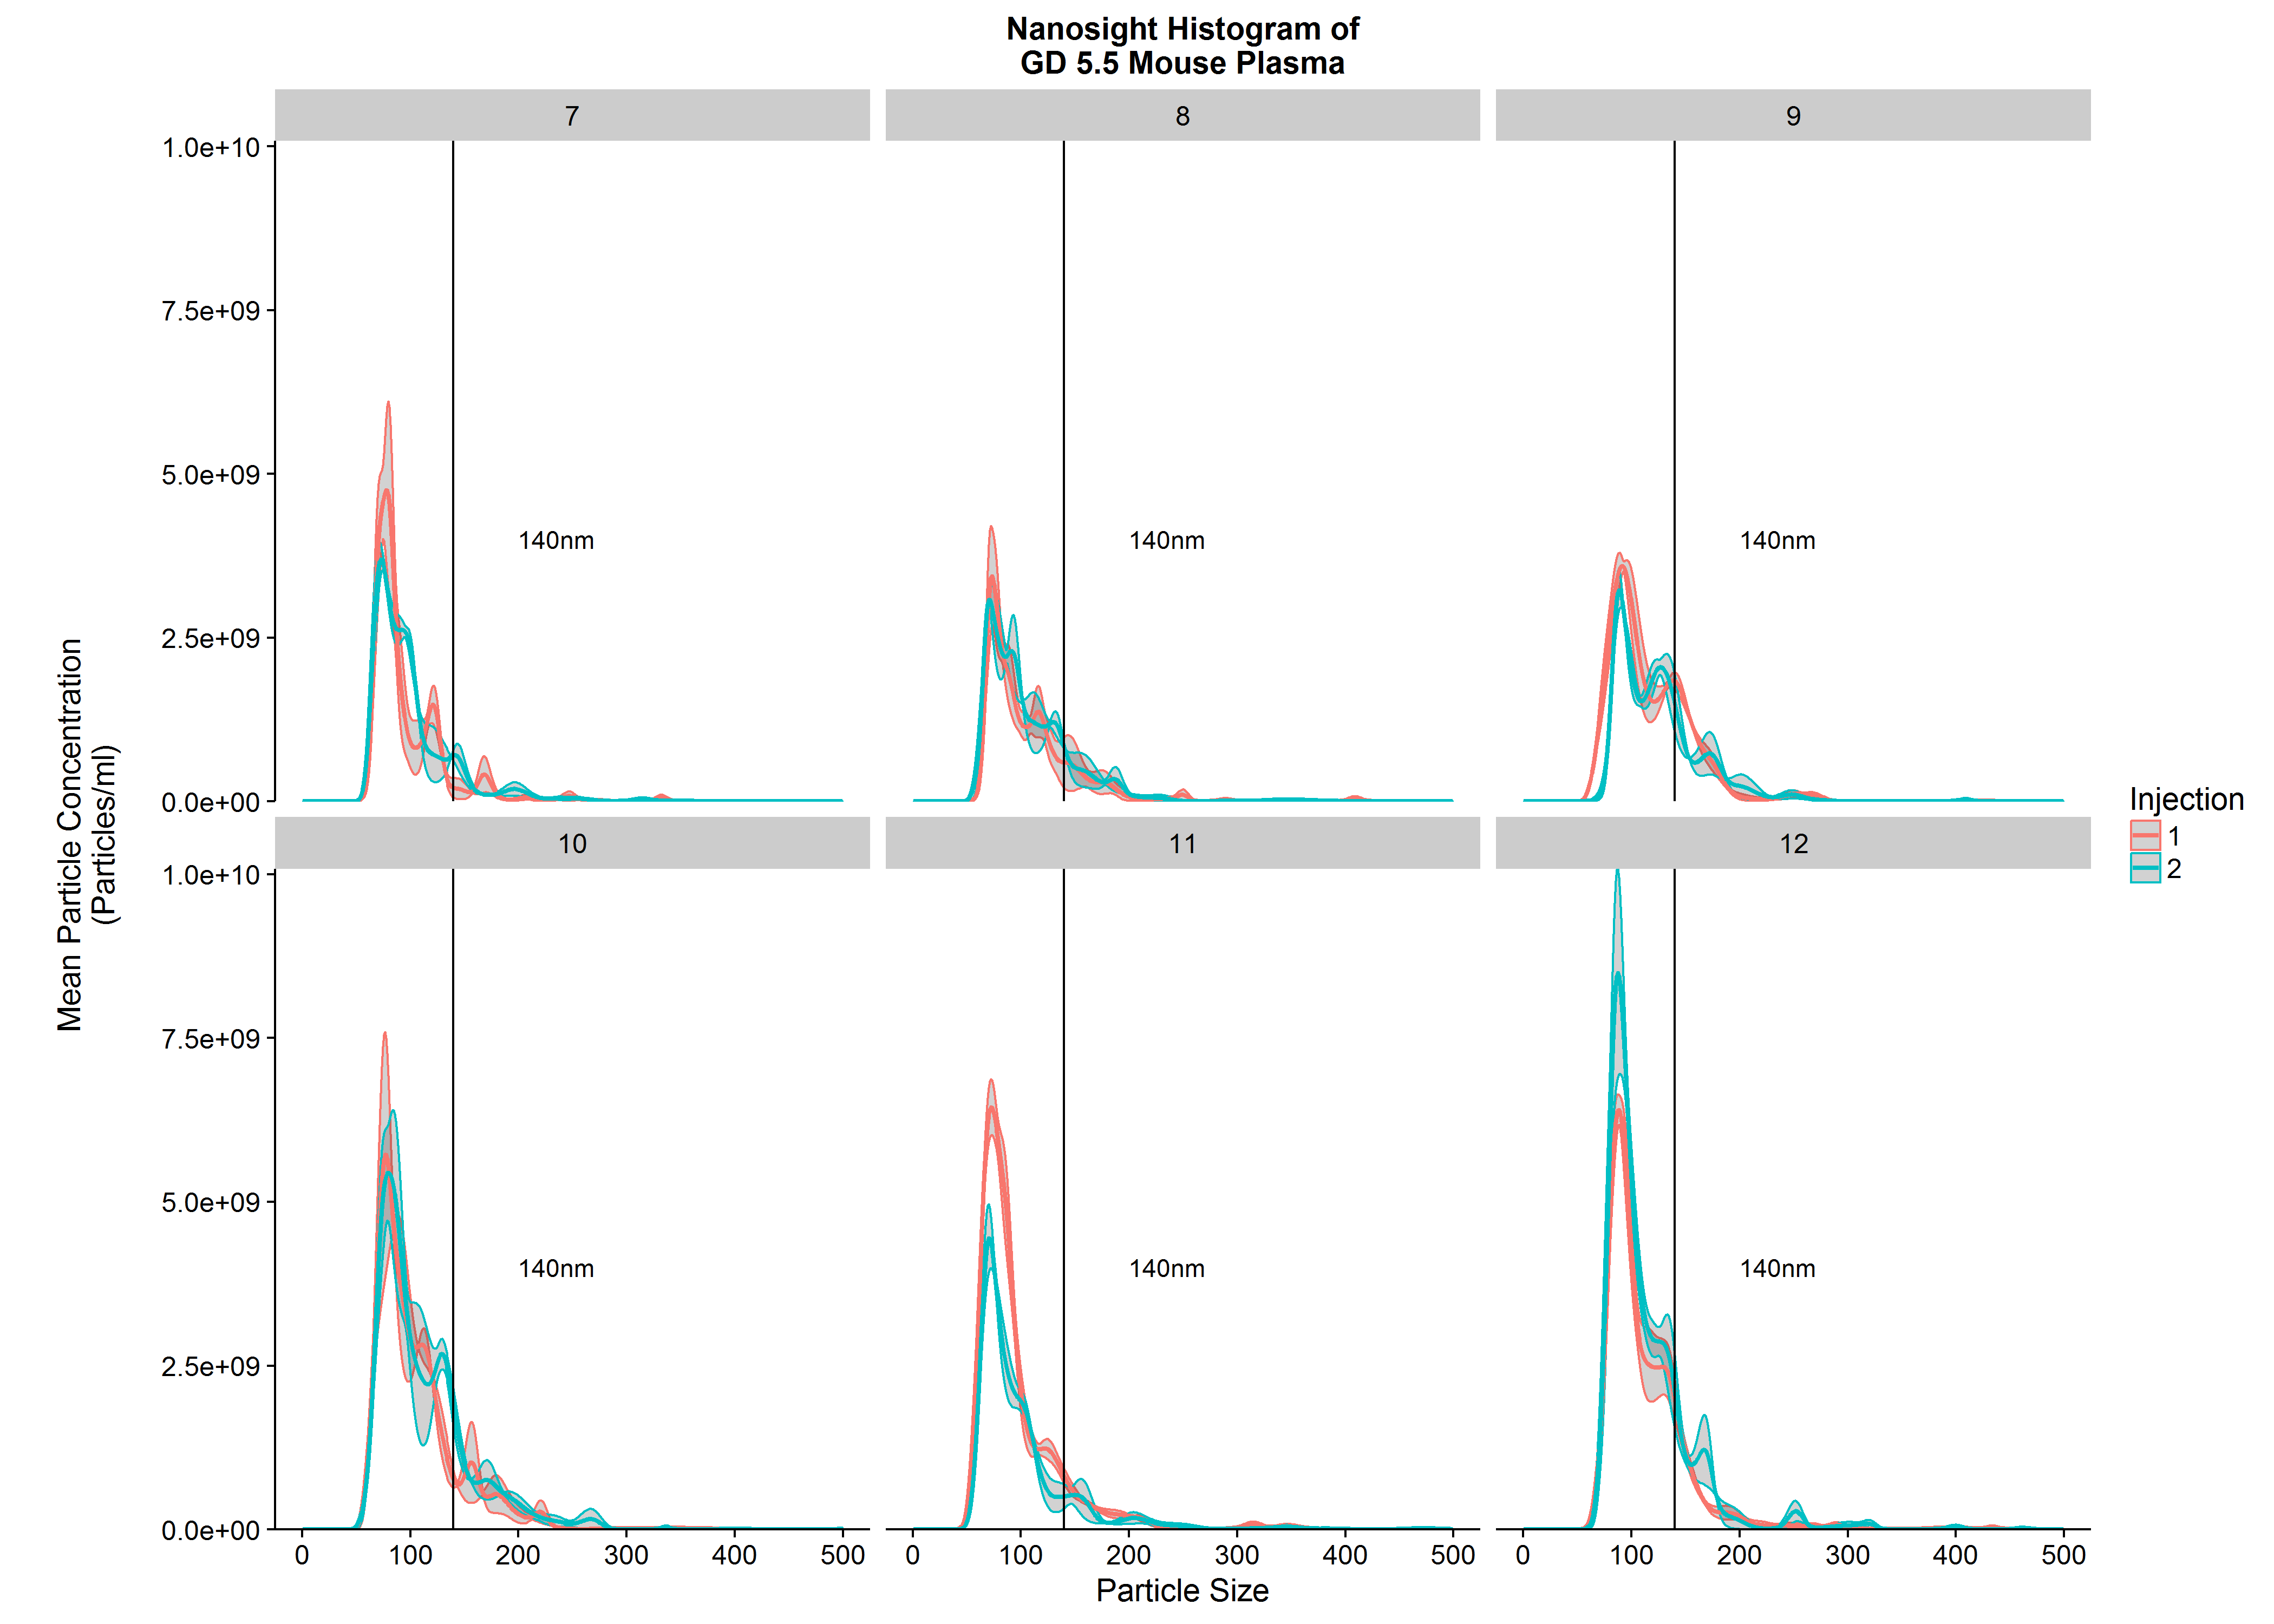 Nanosight Histogram of
GD 5.5 Mouse Plasma
7
8
9
1.0e+10
7.5e+09
5.0e+09
2.5e+09
0.0e+00
140nm
140nm
140nm
Mean Particle Concentration
(Particles/ml)
10
11
12
1.0e+10
7.5e+09
5.0e+09
2.5e+09
0.0e+00
140nm
140nm
140nm
0 100 200 300 400 500
0 100 200 300 400 500
0 100 200 300 400 500
Particle Size
Injection
1
2